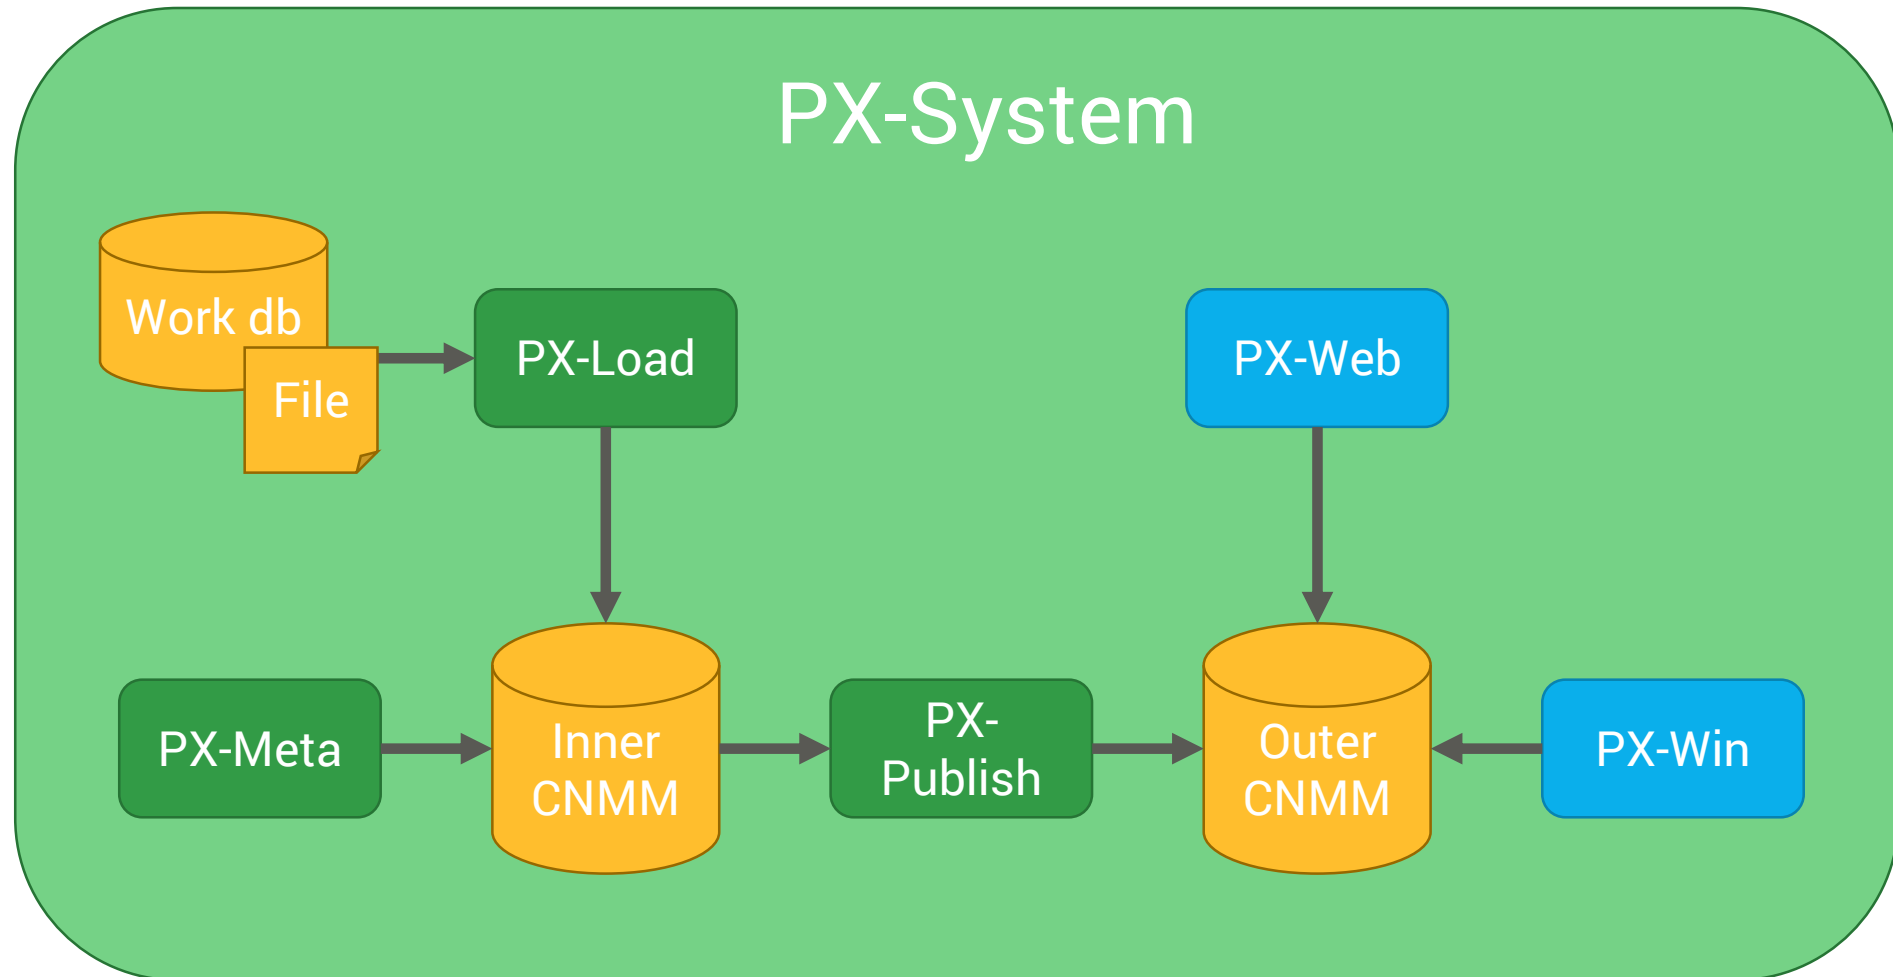 PX-System
Work db
File
PX-Load
PX-Web
PX-Meta
Inner
CNMM
PX-
Publish
Outer
CNMM
PX-Win